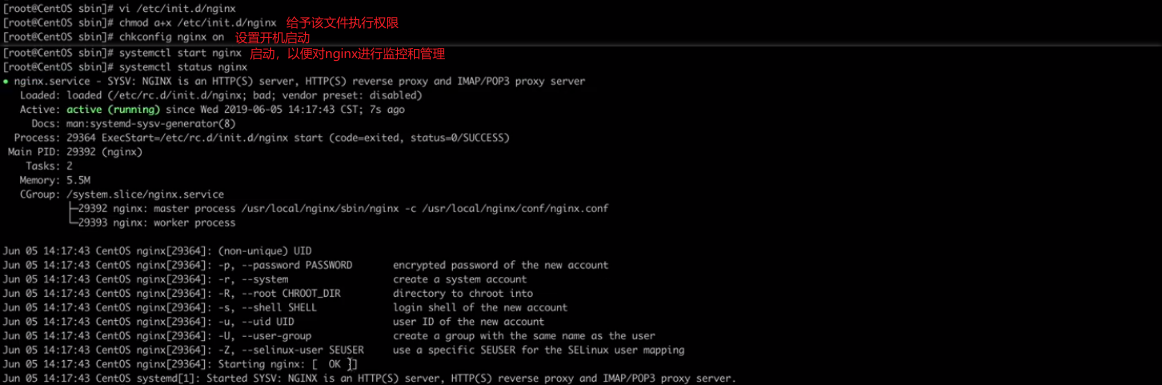 [root@CentOS sbin]# vi /etc/init.d/nginx
[root@CentOS sbin]# chmod a+x /etc/init.d/nginx 给予该文件执行权限
[root@CentOS sbin]# chkconfig nginx on 设置开机启动
[root@CentOS sbin]# systemctl start nginx 启动，以便对nginx进行监控和管理
[root@CentOS sbin]# systemctl status nginx
● nginx.service - SYSV: NGINX is an HTTP(S) server, HTTP(S) reverse proxy and IMAP/POP3 proxy server
Loaded: loaded (/etc/rc.d/init.d/nginx; bad; vendor preset: disabled)
Active: active (running) since Wed 2019-06-05 14:17:43 CST; 7s ago
Docs: man:systemd-sysv-generator(8)
Process: 29364 ExecStart=/etc/rc.d/init.d/nginx start (code=exited, status=0/SUCCESS)
Main PID: 29392 (nginx)
Tasks: 2
Memory: 5.5M
CGroup: /system.slice/nginx.service
├─29392 nginx: master process /usr/local/nginx/sbin/nginx -c /usr/local/nginx/conf/nginx.conf
└─29393 nginx: worker process
Jun 05 14:17:43 CentOS nginx[29364]: (non-unique) UID
Jun 05 14:17:43 CentOS nginx[29364]: -p, --password PASSWORD encrypted password of the new account
Jun 05 14:17:43 CentOS nginx[29364]: -r, --system create a system account
Jun 05 14:17:43 CentOS nginx[29364]: -R, --root CHROOT_DIR directory to chroot into
Jun 05 14:17:43 CentOS nginx[29364]: -s, --shell SHELL login shell of the new account
Jun 05 14:17:43 CentOS nginx[29364]: -u, --uid UID user ID of the new account
Jun 05 14:17:43 CentOS nginx[29364]: -U, --user-group create a group with the same name as the user
Jun 05 14:17:43 CentOS nginx[29364]: -Z, --selinux-user SEUSER use a specific SEUSER for the SELinux user mapping
Jun 05 14:17:43 CentOS nginx[29364]: Starting nginx: [ OK ]
Jun 05 14:17:43 CentOS systemd[1]: Started SYSV: NGINX is an HTTP(S) server, HTTP(S) reverse proxy and IMAP/POP3 proxy server.